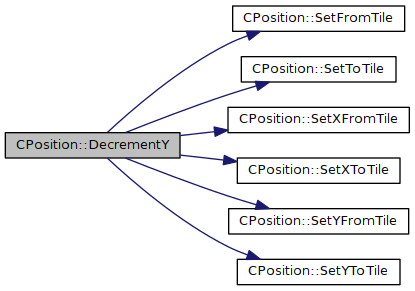 CPosition::SetFromTile
CPosition::SetToTile
CPosition::SetXFromTile
CPosition::DecrementY
CPosition::SetXToTile
CPosition::SetYFromTile
CPosition::SetYToTile